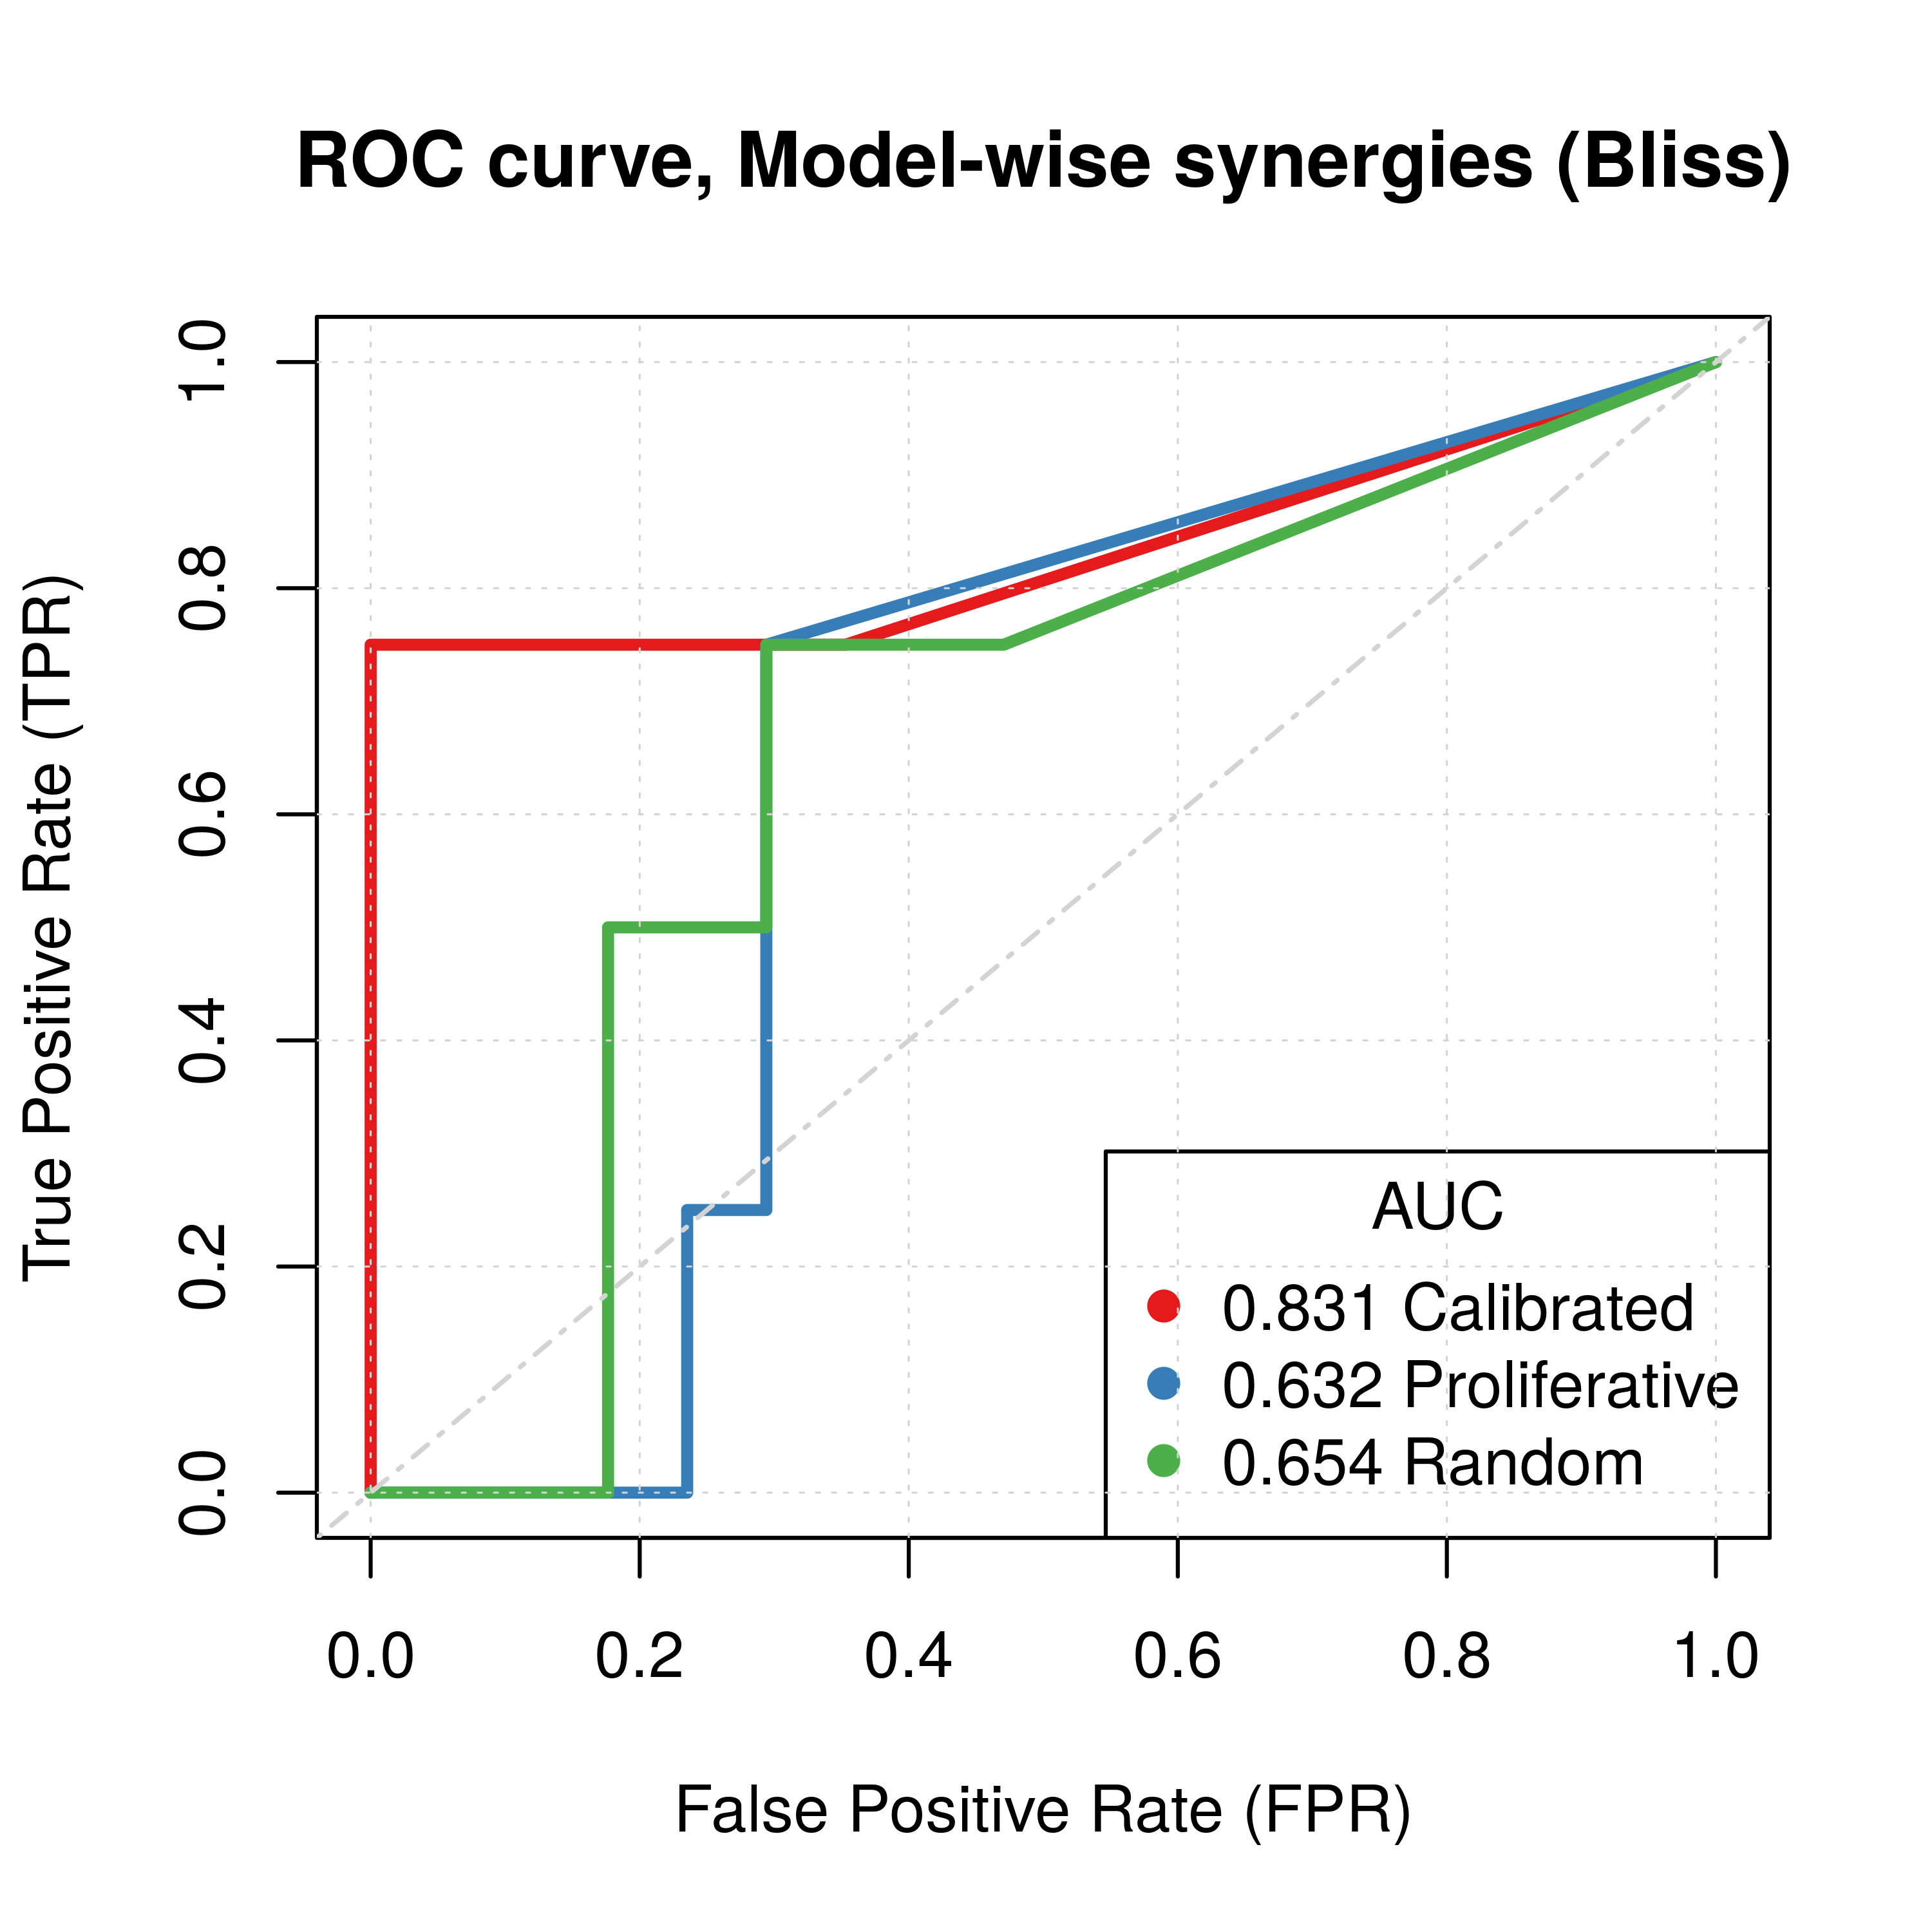 ROC curve, Model-wise synergies (Bliss)
True Positive Rate (TPR)
1.0
0.8
0.6
0.4
0.2
0.0
AUC
0.831 Calibrated
0.632 Proliferative
0.654 Random
0.0 0.2 0.4 0.6 0.8 1.0
False Positive Rate (FPR)